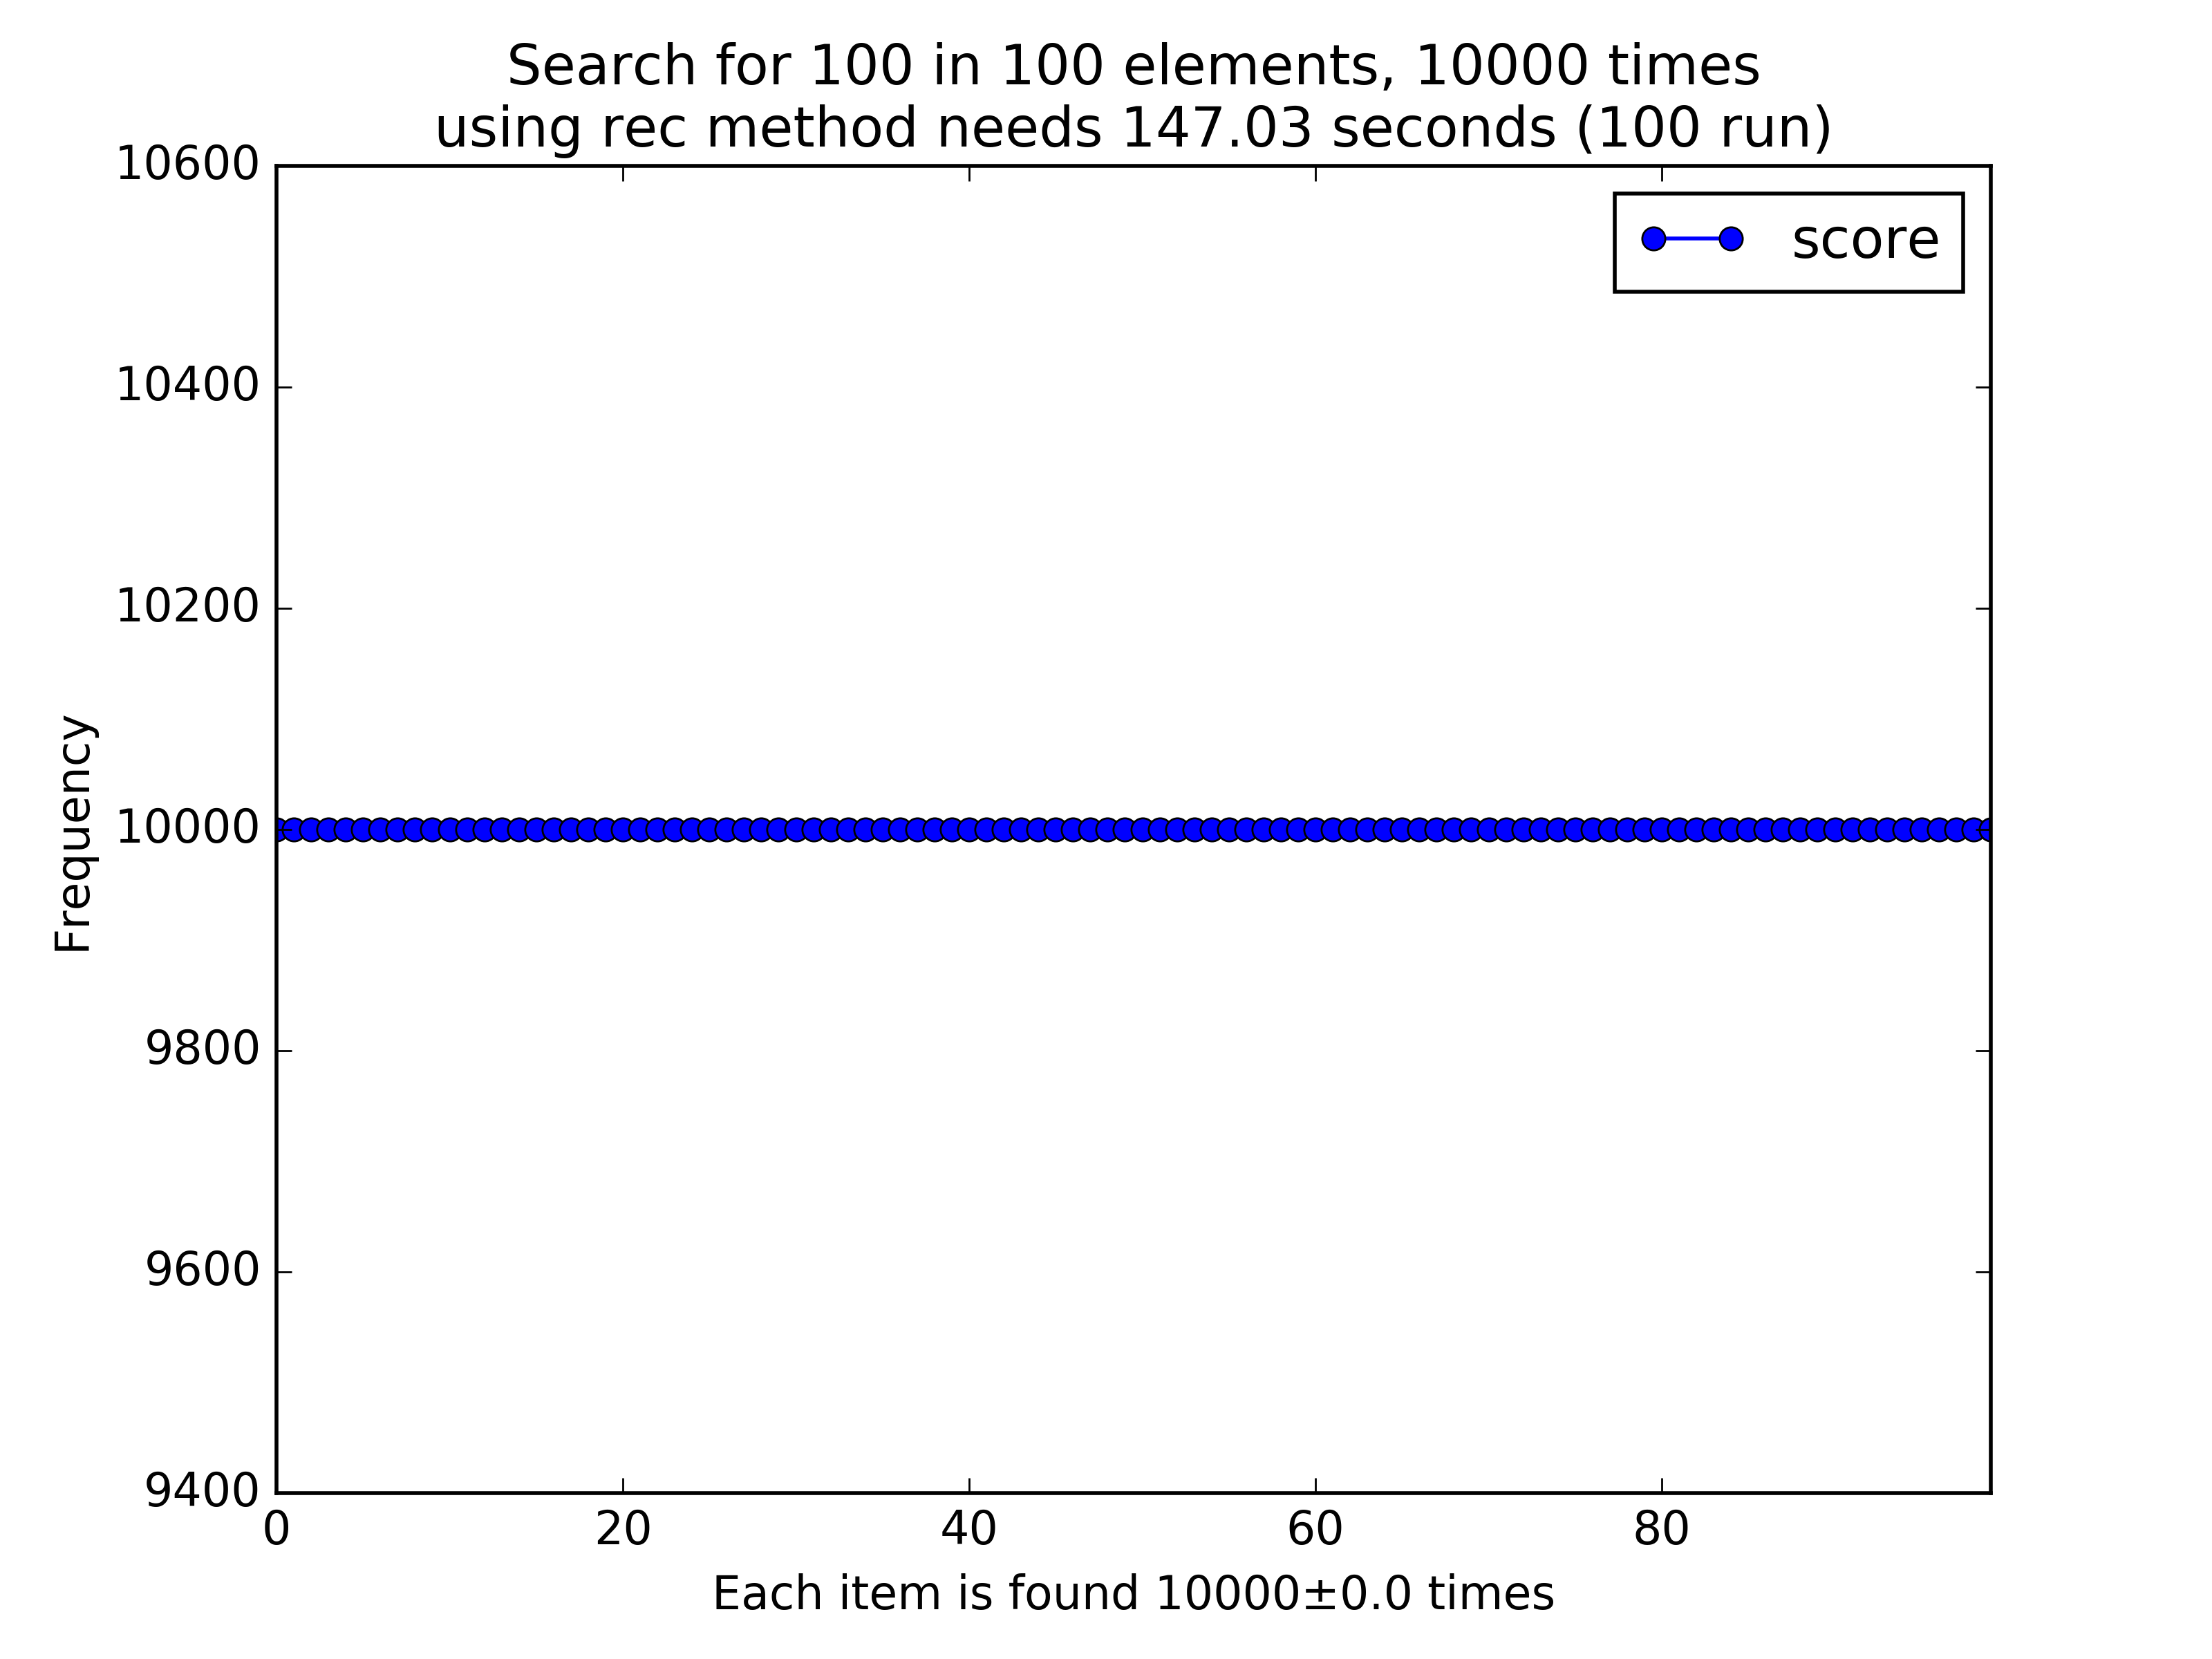 Search for 100 in 100 elements, 10000 times
using rec method needs 147.03 seconds (100 run)
10600
score
10400
10200
10000
Frequency
9800
9600
9400
0 20 40 60 80
Each item is found 10000±0.0 times